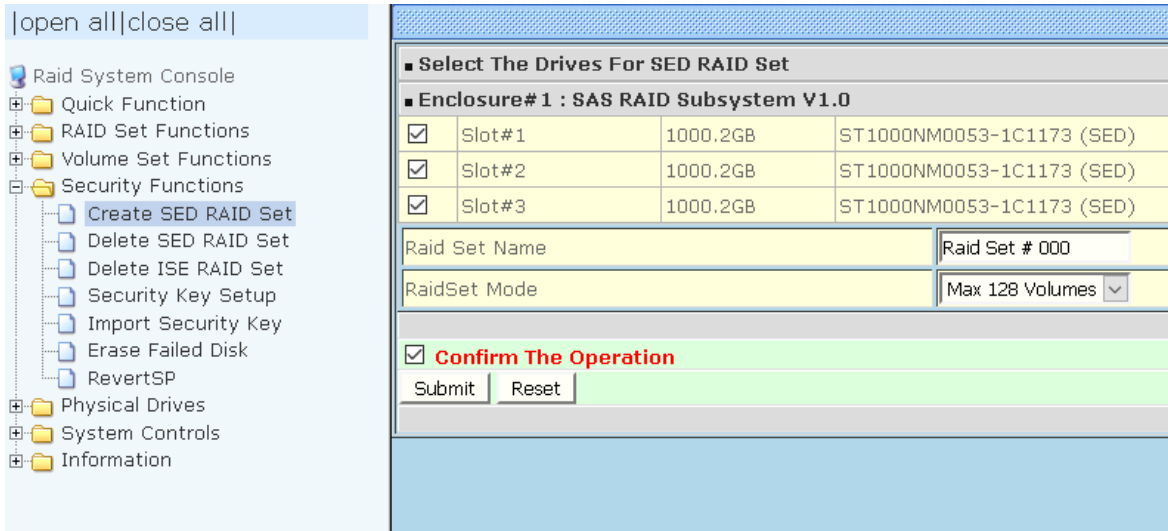 |open all|close all|
Raid System Console
Quick Function
RAID Set Functions
Volume Set Functions
Security Functions
Create SED RAID Set
Delete SED RAID Set
Delete ISE RAID Set
Security Key Setup
Import Security Key
Erase Failed Disk
RevertSP
Physical Drives
System Controls
Information
Select The Drives For SED RAID Set
Enclosure#1 : SAS RAID Subsystem V1.0
Slot#1 1000.2GB ST1000NM0053-1C1173 (SED)
Slot#2 1000.2GB ST1000NM0053-1C1173 (SED)
Slot#3 1000.2GB ST1000NM0053-1C1173 (SED)
Raid Set Name Raid Set # 000
RaidSet Mode Max 128 Volumes
Confirm The Operation
Submit Reset